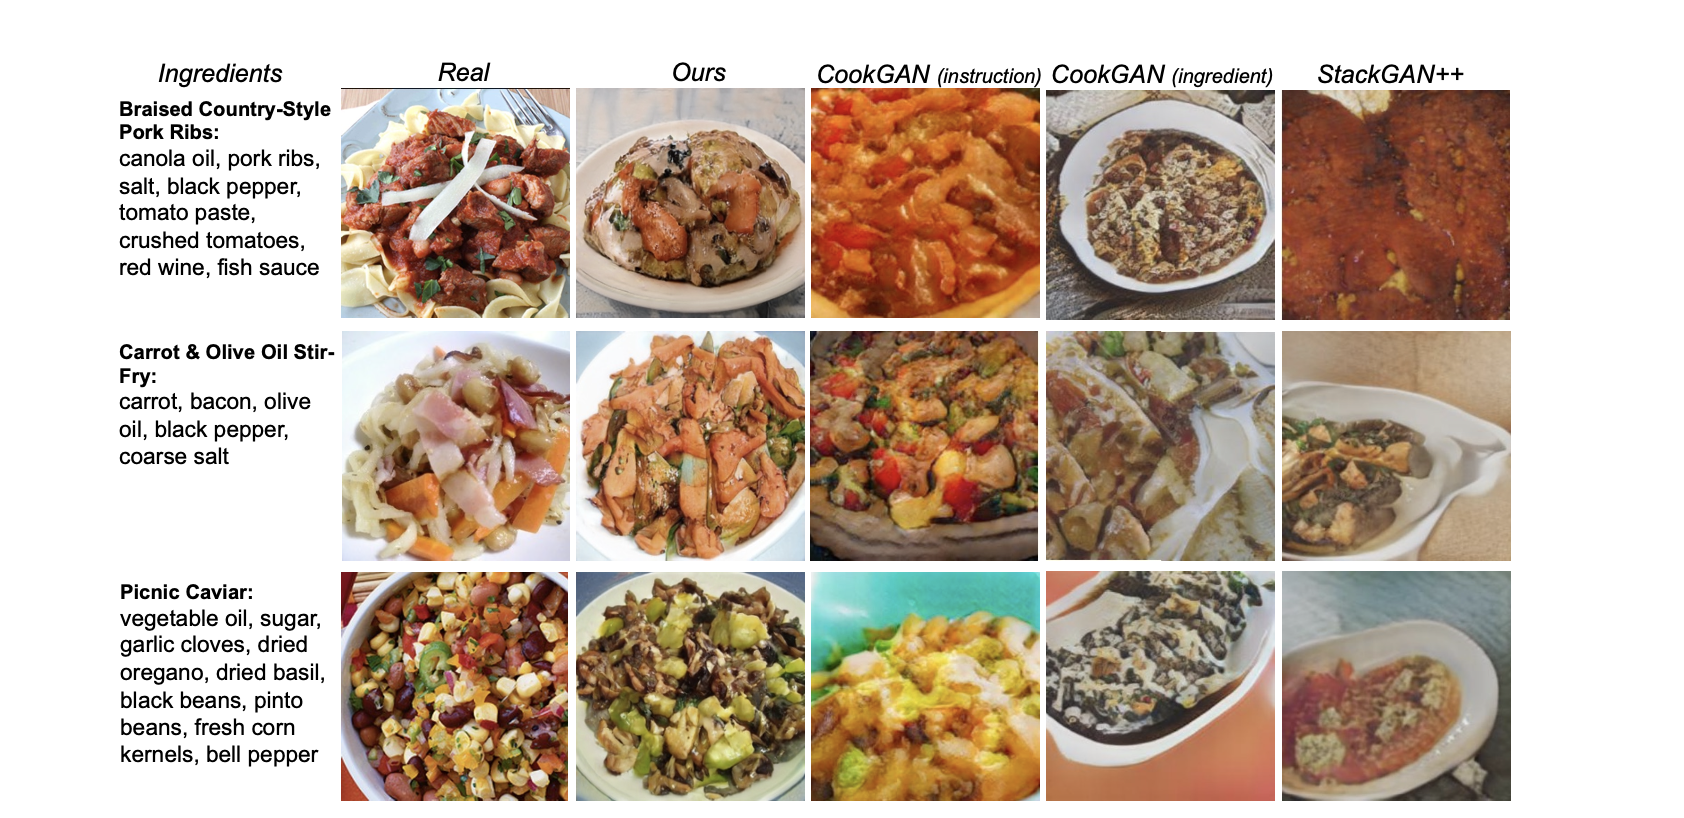 Ingredients
Real
Ours
CookGAN (instruction)
CookGAN (ingredient)
StackGAN++
Braised Country-Style
Pork Ribs:
canola oil, pork ribs,
salt, black pepper,
tomato paste,
crushed tomatoes,
red wine, fish sauce
Carrot & Olive Oil Stir-
Fry:
carrot, bacon, olive
oil, black pepper,
coarse salt
Picnic Caviar:
vegetable oil, sugar,
garlic cloves, dried
oregano, dried basil,
black beans, pinto
beans, fresh corn
kernels, bell pepper